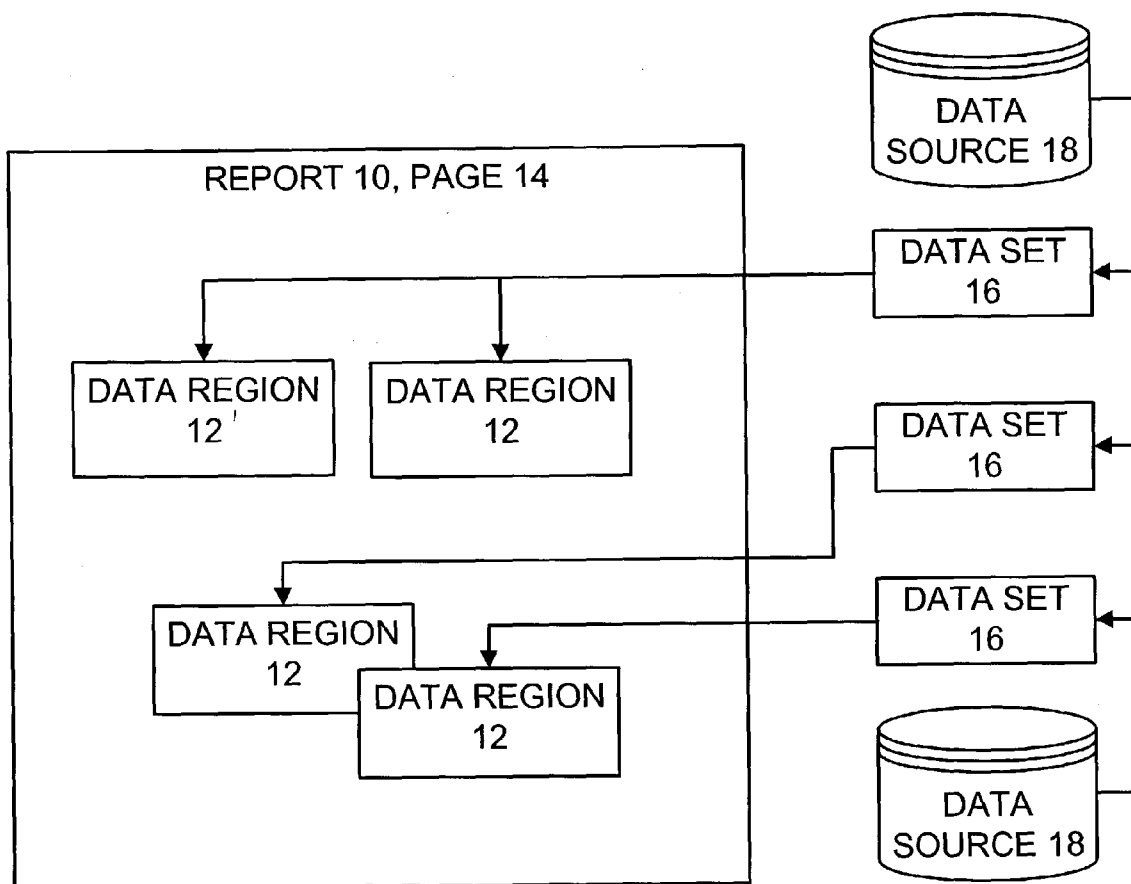 DATA
SOURCE 18
REPORT 10, PAGE 14
DATA SET
16
DATA REGION
12'
DATA REGION
12
DATA SET
16
DATA REGION
12
DATA SET
16
DATA REGION
12
DATA
SOURCE 18